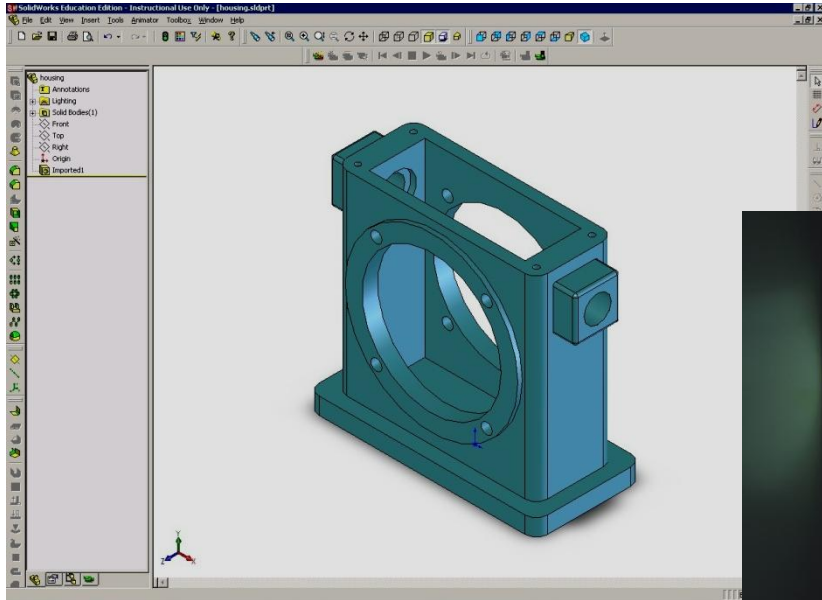 SolidWorks Education Edition - Instructional Use Only - [housing.sldprt]
File Edit View Insert Tools Animator Toolbox Window Help
housing
Annotations
Lighting
Solid Bodies(1)
Front
Top
Right
Origin
Imported1
Y
Z
X